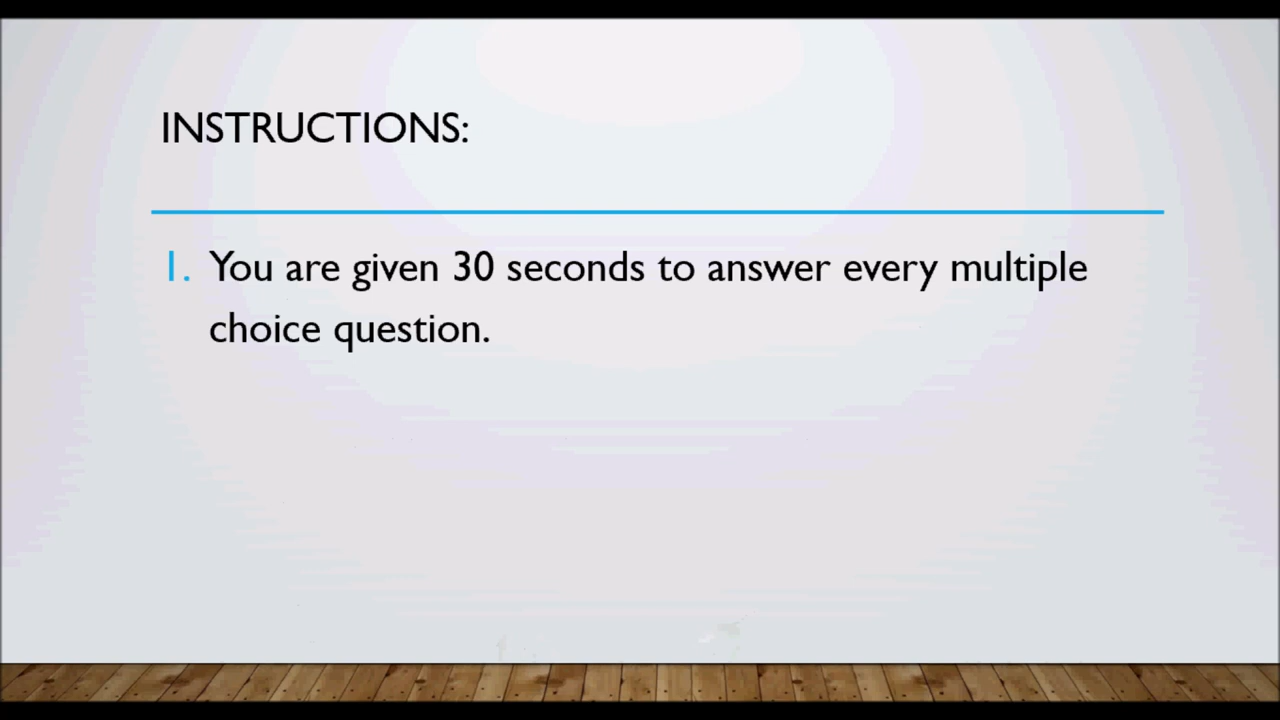 INSTRUCTIONS:
1. You are given 30 seconds to answer every multiple
choice question.